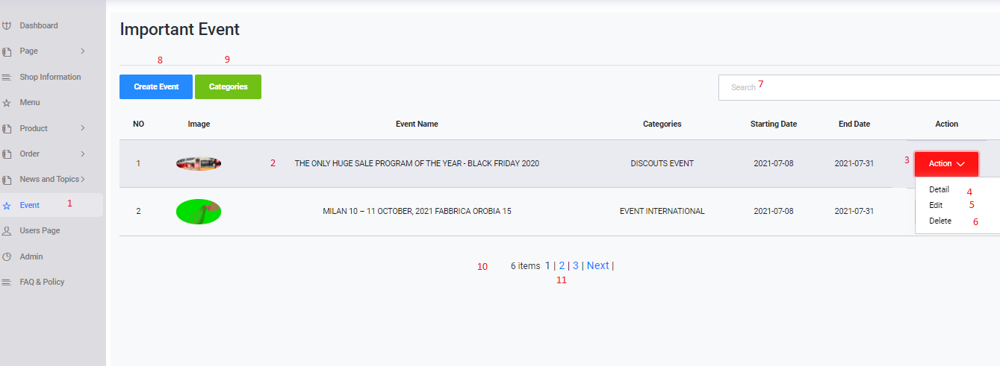 Dashboard
Page
Shop Information
Menu
Product
Order
News and Topics
Event 1
Users Page
Admin
FAQ & Policy
Important Event
8 9
Create Event Categories Search 7
NO Image Event Name Categories Starting Date End Date Action
1 2 THE ONLY HUGE SALE PROGRAM OF THE YEAR - BLACK FRIDAY 2020 DISCOUTS EVENT 2021-07-08 2021-07-31 3 Action
Detail 4
Edit 5
Delete 6
2 MILAN 10 – 11 OCTOBER, 2021 FABBRICA OROBIA 15 EVENT INTERNATIONAL 2021-07-08 2021-07-31
10 6 items 1 | 2 | 3 | Next |
11